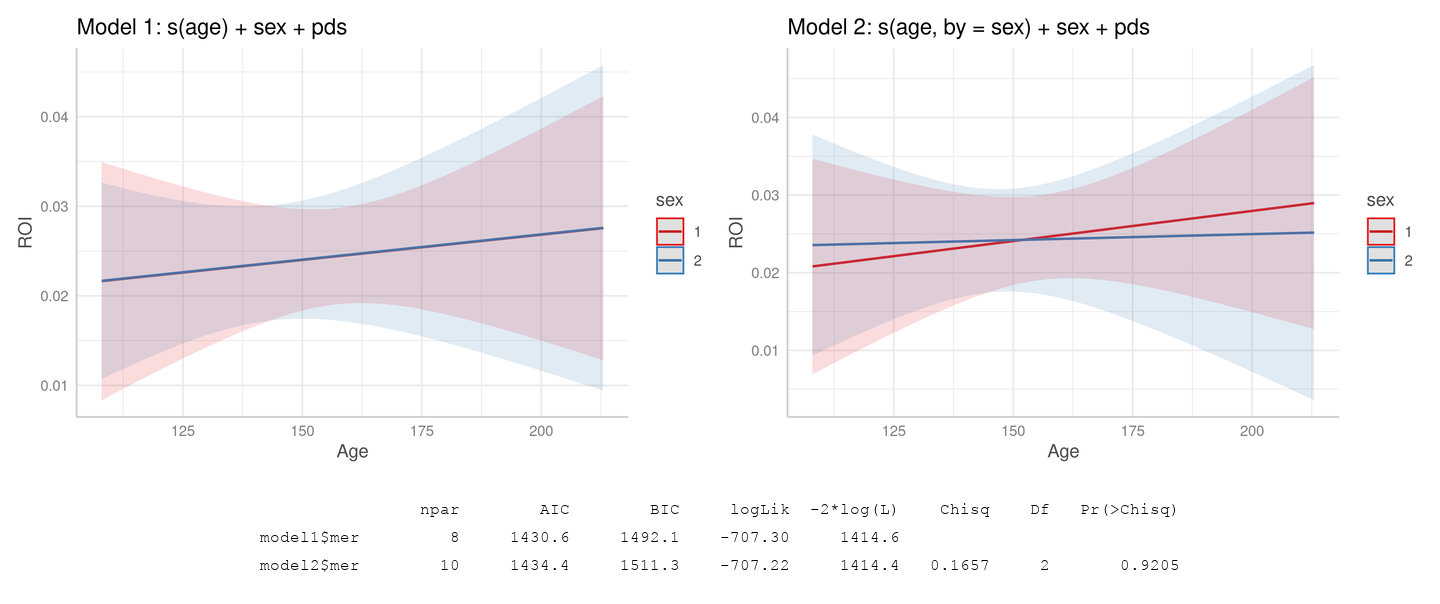 Model 1: s(age) + sex + pds
0.04
0.03
0.02
0.01
ROI
125 150 175 200
Age
sex
1
2
Model 2: s(age, by = sex) + sex + pds
0.04
0.03
0.02
0.01
ROI
125 150 175 200
Age
sex
1
2
npar AIC BIC logLik -2*log(L) Chisq Df Pr(>Chisq)
model1$mer 8 1430.6 1492.1 -707.30 1414.6
model2$mer 10 1434.4 1511.3 -707.22 1414.4 0.1657 2 0.9205